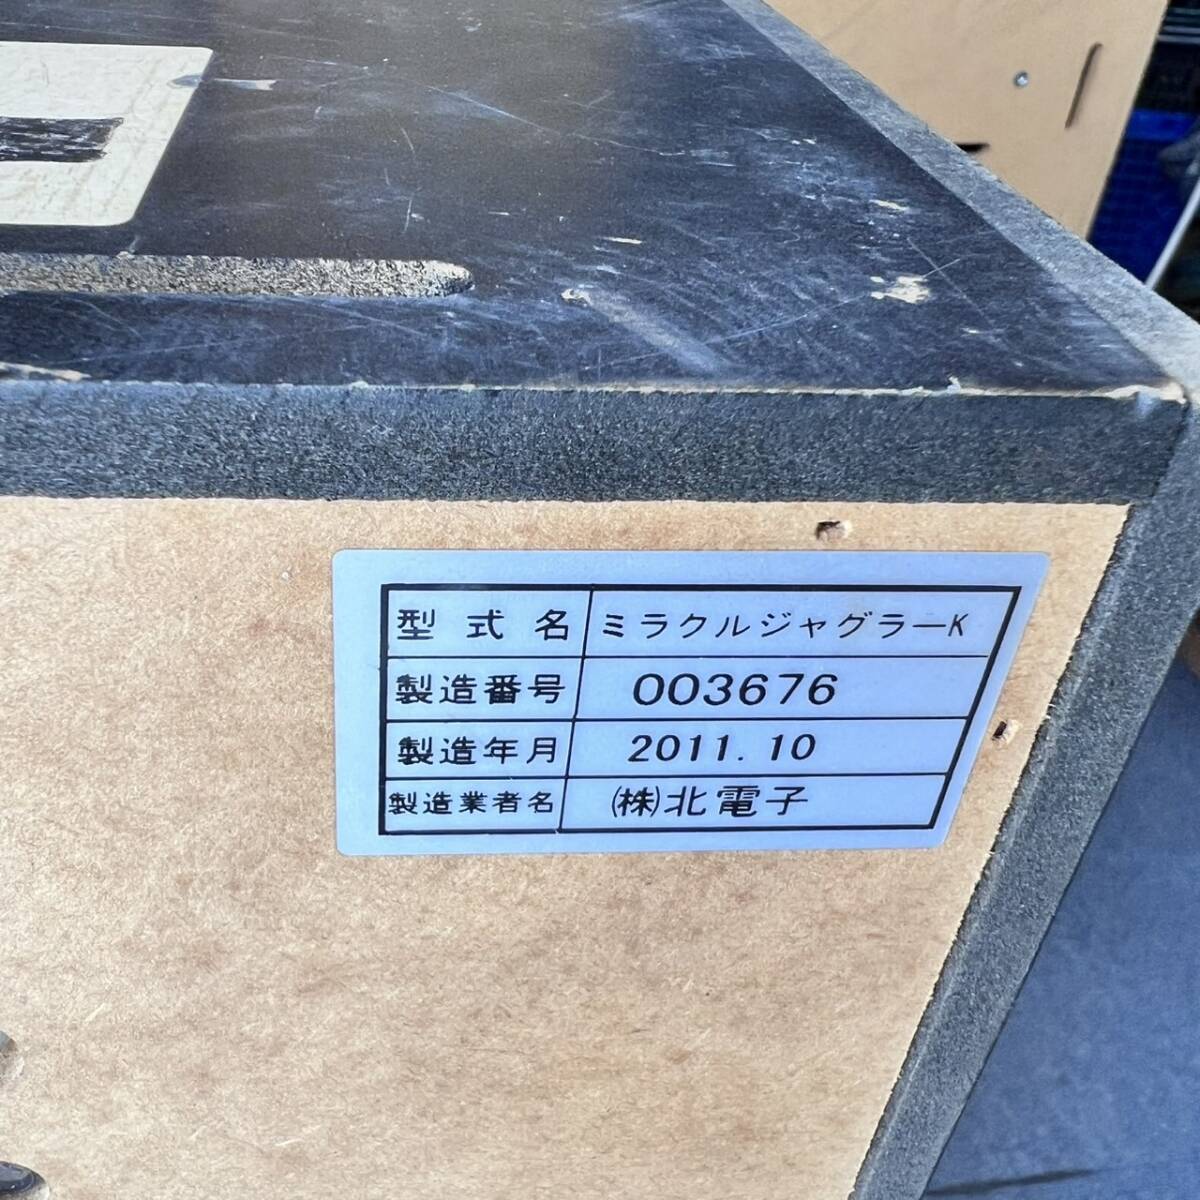 型式名 ミラクルジャグラーK
製造番号 003676
製造年月 2011.10
製造業者名 ㈱北電子